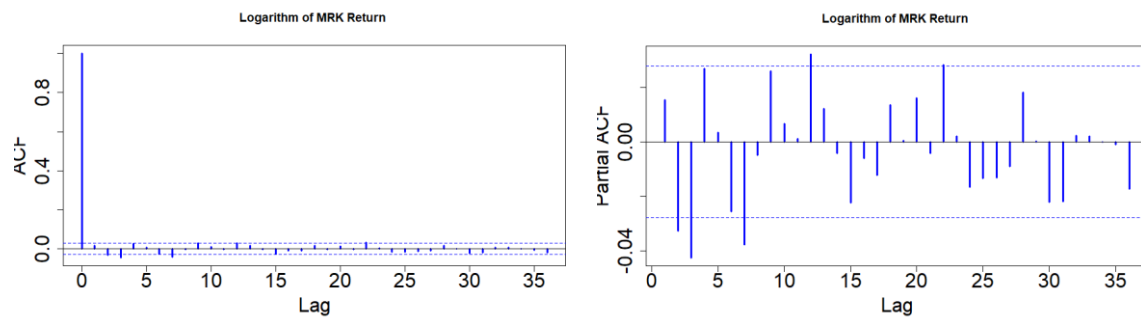 Logarithm of MRK Return
ACF
0.8
0.4
0.0
0 5 10 15 20 25 30 35
Lag
Logarithm of MRK Return
Partial ACF
0.00
-0.04
0 5 10 15 20 25 30 35
Lag